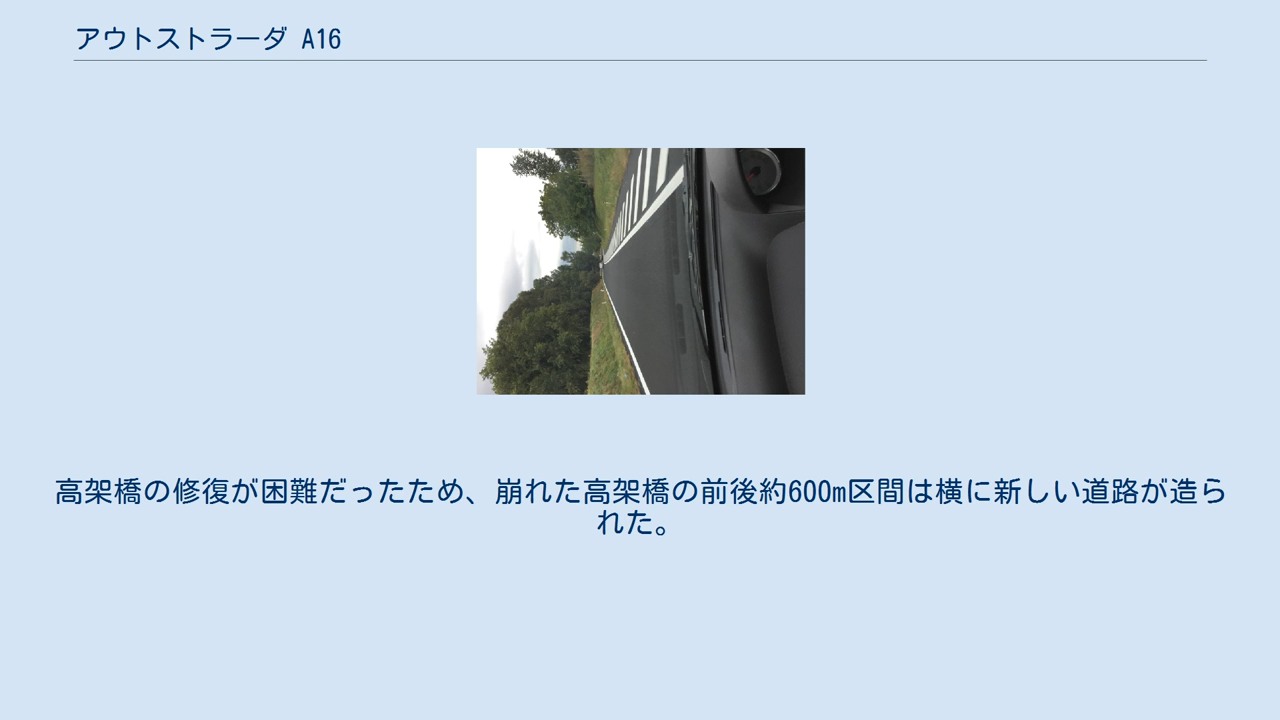 アウトストラーダ A16
高架橋の修復が困難だったため、崩れた高架橋の前後約600m区間は横に新しい道路が造ら
れた。